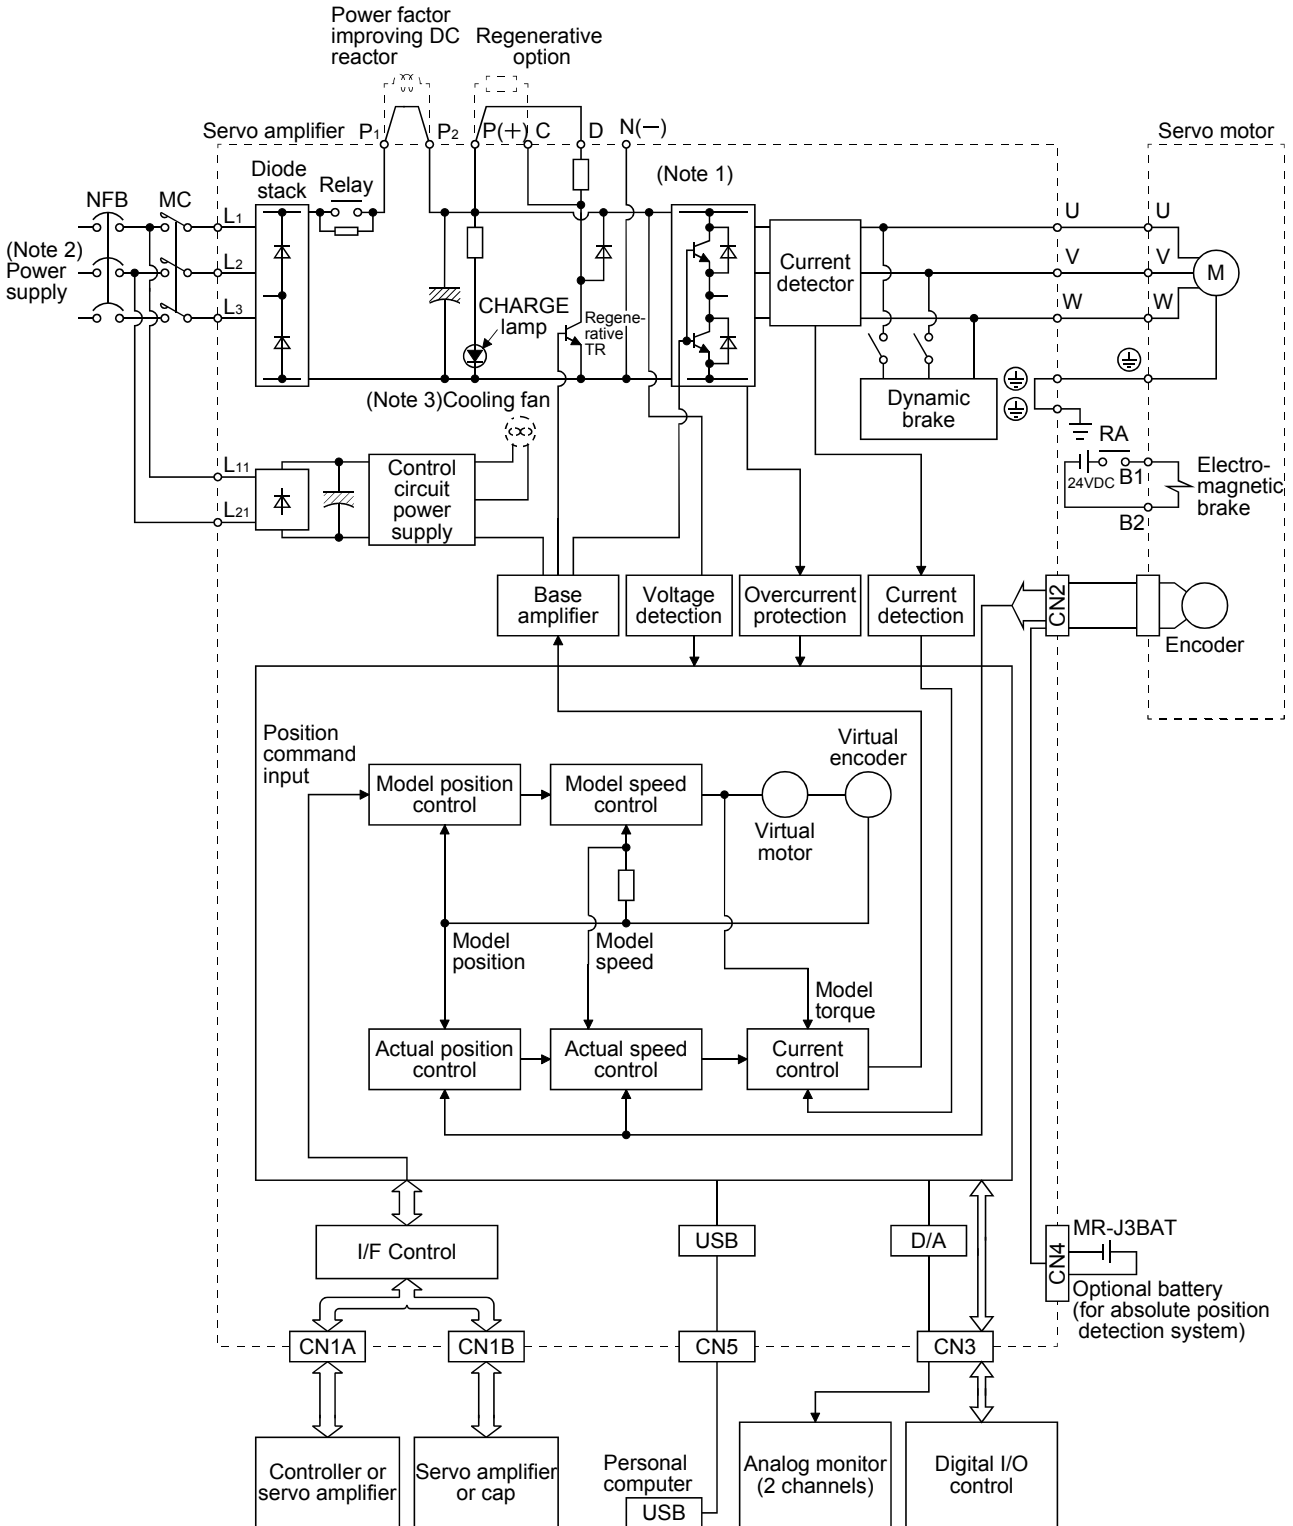 Power factor
improving DC
reactor
Regenerative
option
Servo amplifier
P1
P2
P(+)
C
D
N(−)
Servo motor
Diode
stack
Relay
(Note 1)
NFB
MC
L1
U
U
(Note 2)
Power
supply
L2
Current
detector
V
V
M
L3
CHARGE
lamp
Regene-
rative
TR
W
W
(Note 3)Cooling fan
Dynamic
brake
RA
L11
Control
circuit
power
supply
24VDC
B1
Electro-
magnetic
brake
L21
B2
Base
amplifier
Voltage
detection
Overcurrent
protection
Current
detection
CN2
Encoder
Position
command
input
Virtual
encoder
Model position
control
Model speed
control
Virtual
motor
Model
position
Model
speed
Model
torque
Actual position
control
Actual speed
control
Current
control
I/F Control
USB
D/A
CN4
MR-J3BAT
Optional battery
(for absolute position
detection system)
CN1A
CN1B
CN5
CN3
Controller or
servo amplifier
Servo amplifier
or cap
Personal
computer
USB
Analog monitor
(2 channels)
Digital I/O
control